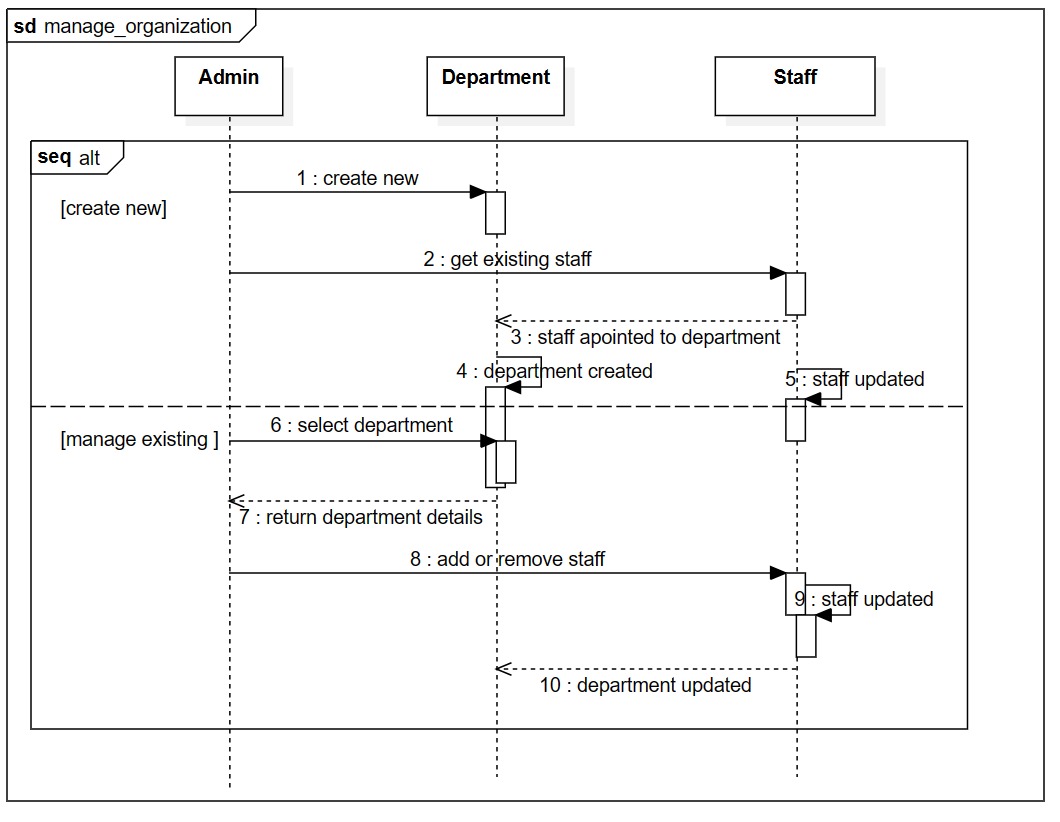 sd manage_organization
Admin
Department
Staff
seq alt
1 : create new
[create new]
2 : get existing staff
3 : staff apointed to department
4 : department created
5 : staff updated
6 : select department
[manage existing ]
7 : return department details
8 : add or remove staff
9 : staff updated
10 : department updated